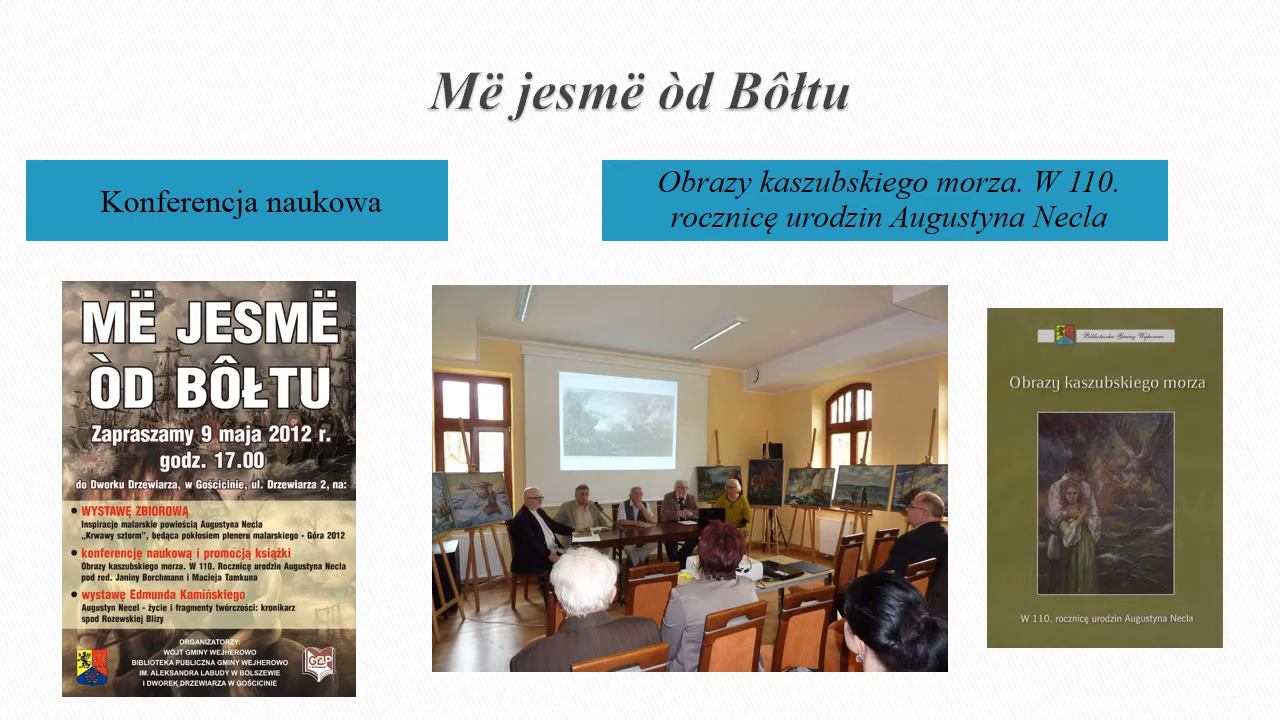 Më jesmë òd Bôłtu
Konferencja naukowa
Obrazy kaszubskiego morza. W 110.
rocznicę urodzin Augustyna Necla
MË JESMË
ÒD BÔŁTU
Zapraszamy 9 maja 2012 r.
godz. 17.00
do Dworku Drzewiarza, w Gościcinie, ul. Drzewiarza 2, na:
• WYSTAWĘ ZBIOROWĄ
Inspiracje malarskie powieścią Augustyna Necla
„Krwawy sztorm”, będąca pokłosiem pleneru malarskiego - Góra 2012
• konferencję naukową i promocją książki
Obrazy kaszubskiego morza. W 110. Rocznicę urodzin Augustyna Necla
pod red. Janiny Borchmann i Macieja Tamkuna
• wystawę Edmunda Kamińskiego
Augustyn Necel - życie i fragmenty twórczości: kronikarz
spod Rozewskiej Blizy
ORGANIZATORZY:
WÓJT GMINY WEJHEROWO
BIBLIOTEKA PUBLICZNA GMINY WEJHEROWO
IM. ALEKSANDRA LABUDY W BOLSZEWIE
I DWOREK DRZEWIARZA W GOŚCICINIE
Biblioteka Gminy Wejherowo
Obrazy kaszubskiego morza
W 110. rocznicę urodzin Augustyna Necla